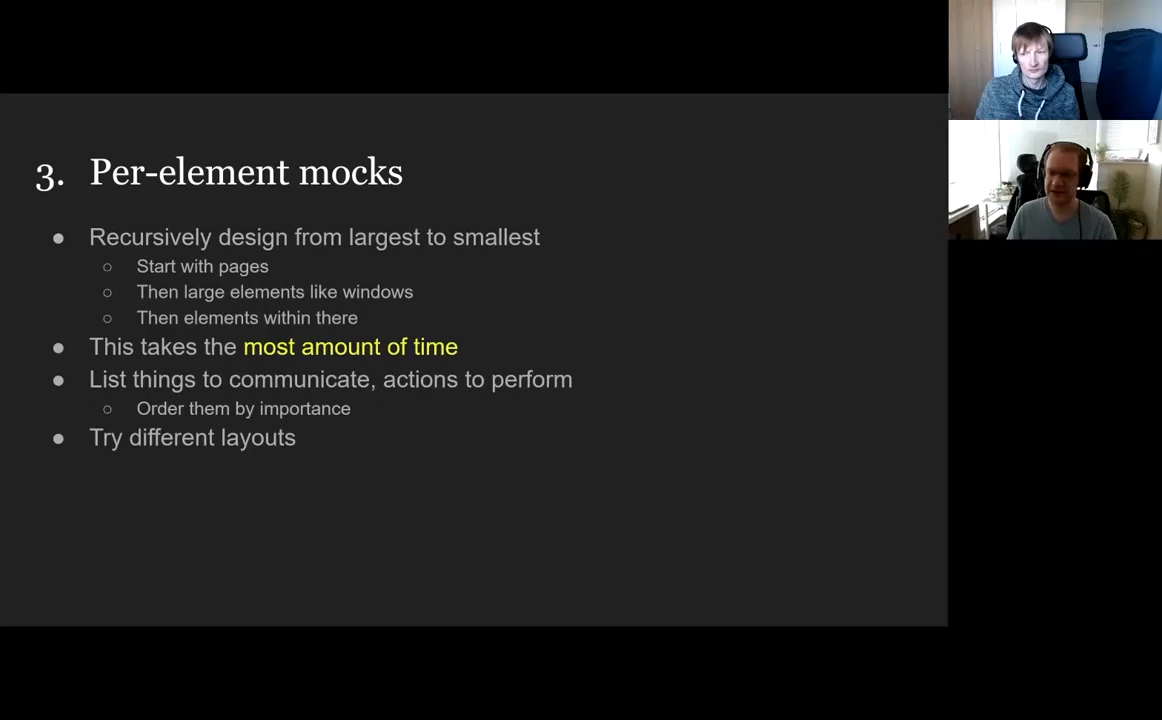 3. Per-element mocks
● Recursively design from largest to smallest
○ Start with pages
○ Then large elements like windows
○ Then elements within there
● This takes the most amount of time
● List things to communicate, actions to perform
○ Order them by importance
● Try different layouts